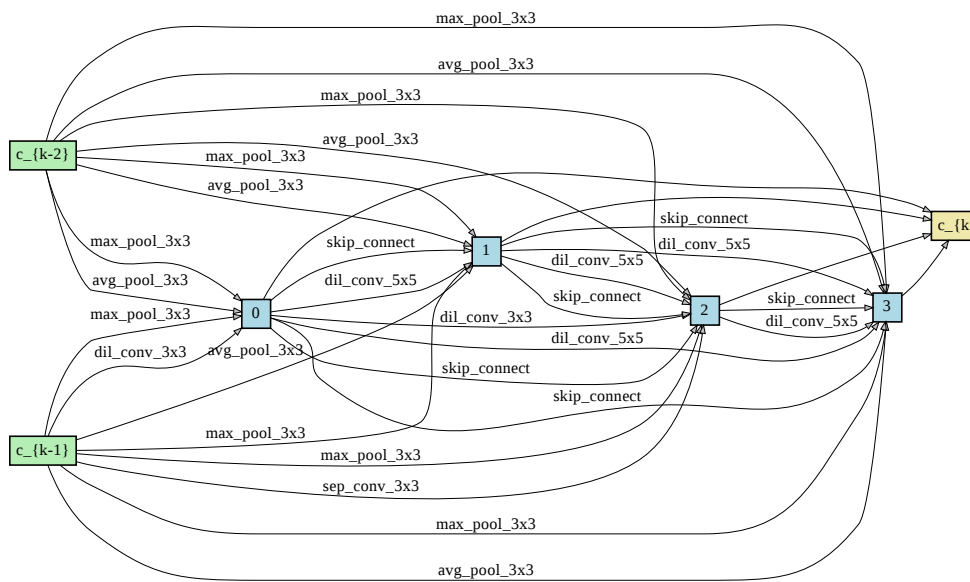 max_pool_3x3
avg_pool_3x3
max_pool_3x3
avg_pool_3x3
c_{k-2}
max_pool_3x3
avg_pool_3x3
skip_connect
c_{k
max_pool_3x3
skip_connect
1
dil_conv_5x5
dil_conv_5x5
avg_pool_3x3
dil_conv_5x5
skip_connect
skip_connect
3
max_pool_3x3
0
2
dil_conv_3x3
dil_conv_5x5
dil_conv_5x5
dil_conv_3x3
avg_pool_3x3
skip_connect
skip_connect
max_pool_3x3
c_{k-1}
max_pool_3x3
sep_conv_3x3
max_pool_3x3
avg_pool_3x3